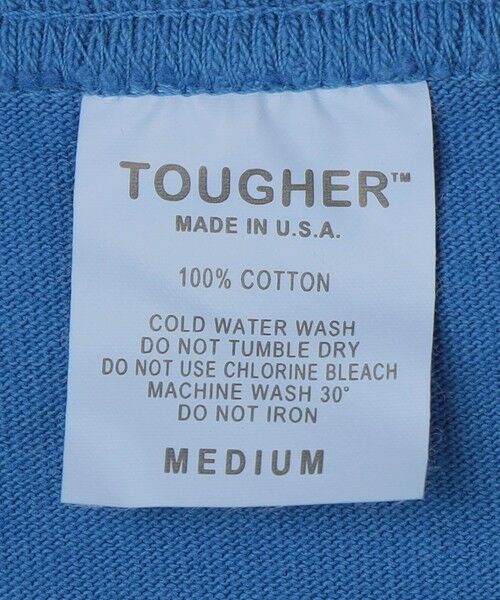 TOUGHER™
MADE IN U.S.A.
100% COTTON
COLD WATER WASH
DO NOT TUMBLE DRY
DO NOT USE CHLORINE BLEACH
MACHINE WASH 30°
DO NOT IRON
MEDIUM